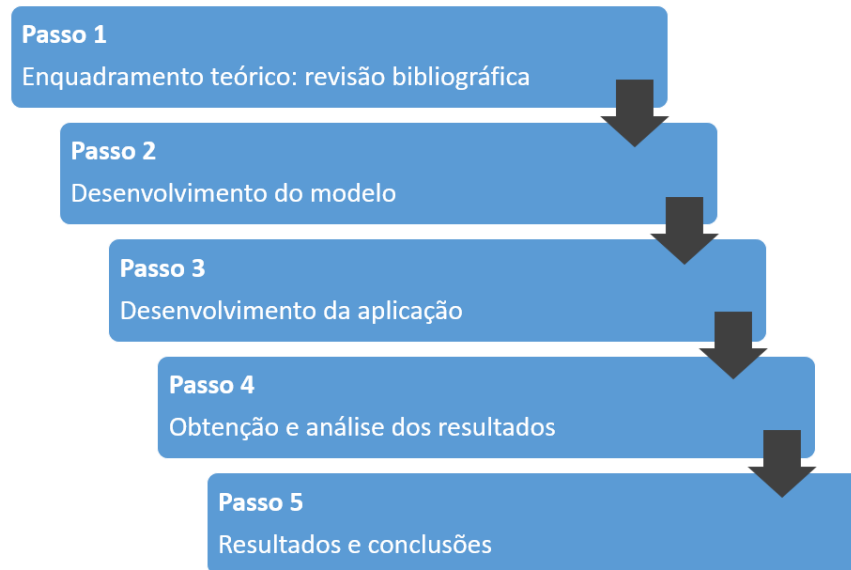 Passo 1
Enquadramento teórico: revisão bibliográfica
Passo 2
Desenvolvimento do modelo
Passo 3
Desenvolvimento da aplicação
Passo 4
Obtenção e análise dos resultados
Passo 5
Resultados e conclusões